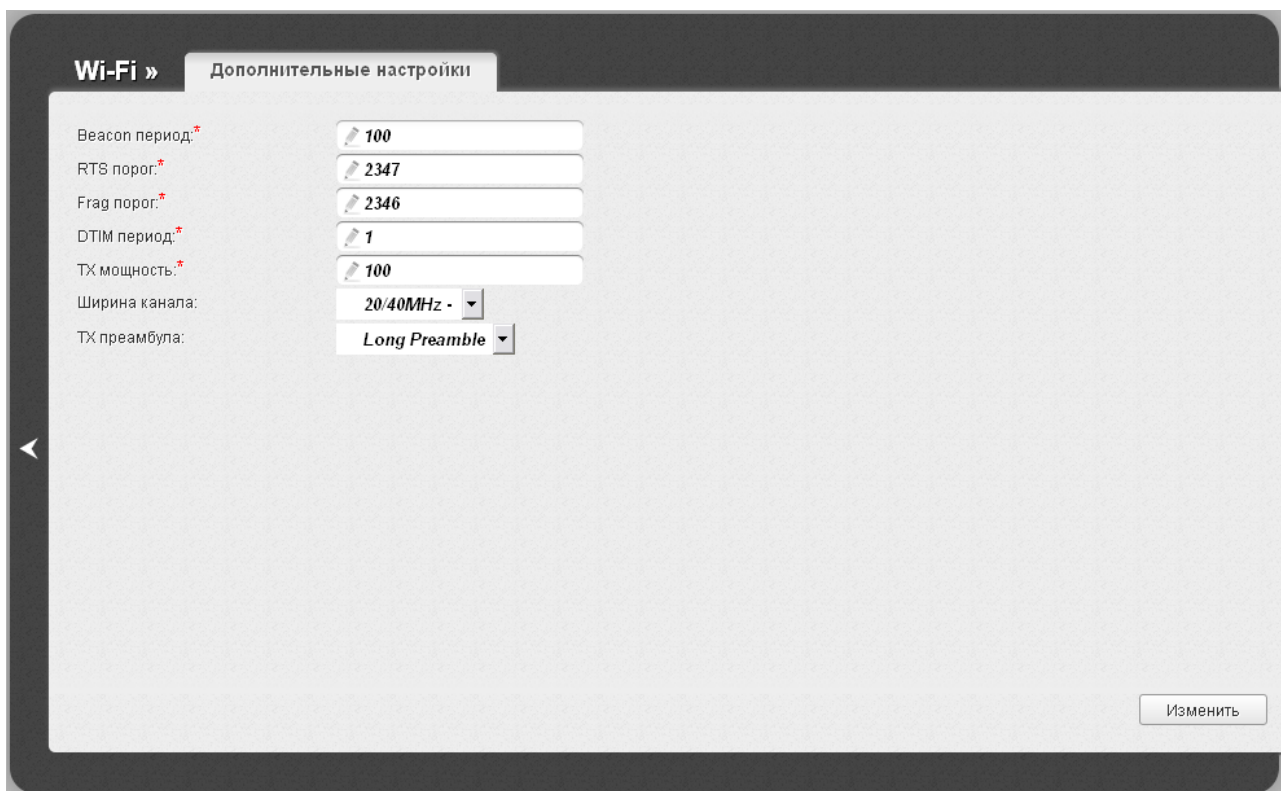 Wi-Fi » Дополнительные настройки
Beacon период:* 100
RTS порог:* 2347
Frag порог:* 2346
DTIM период:* 1
TX мощность:* 100
Ширина канала: 20/40MHz -
TX преамбула: Long Preamble
Изменить